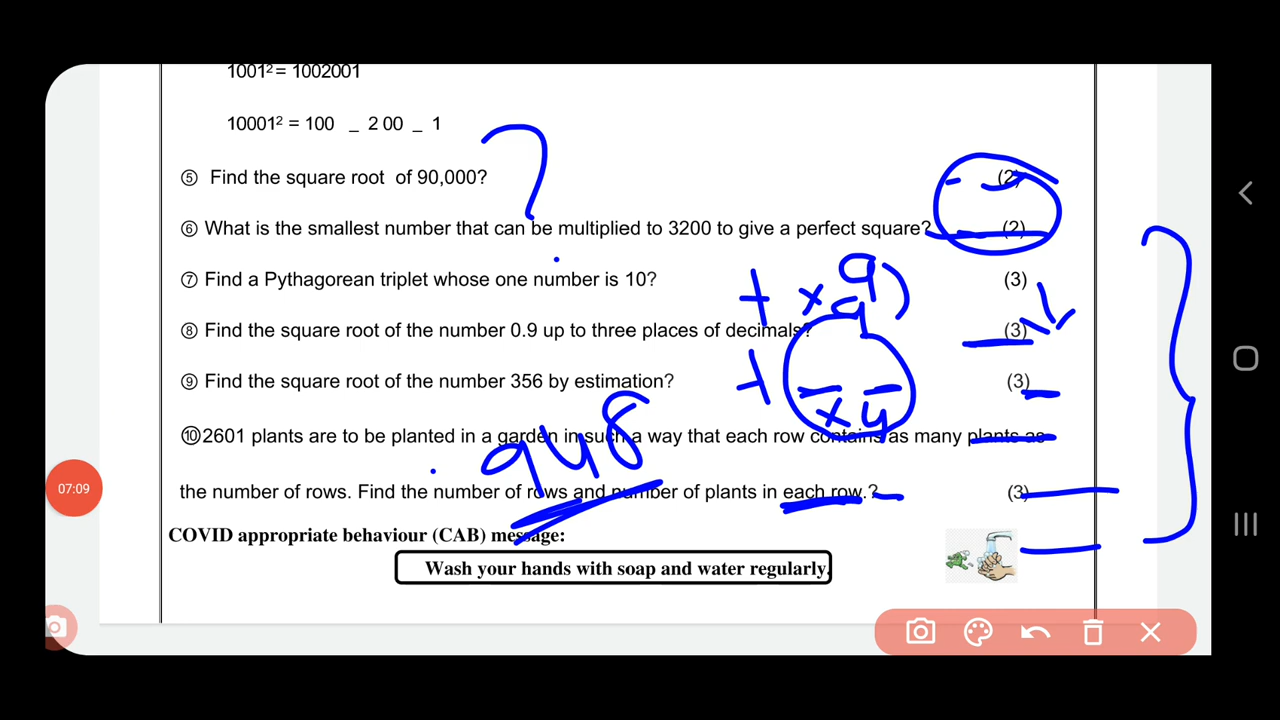 1001² = 1002001
10001² = 100 _ 2 00 _ 1
⑤ Find the square root of 90,000? (2)
⑥ What is the smallest number that can be multiplied to 3200 to give a perfect square? (2)
⑦ Find a Pythagorean triplet whose one number is 10? (3)
⑧ Find the square root of the number 0.9 up to three places of decimals? (3)
⑨ Find the square root of the number 356 by estimation? (3)
⑩ 2601 plants are to be planted in a garden in such a way that each row contains as many plants as
the number of rows. Find the number of rows and number of plants in each row.? (3)
948
COVID appropriate behaviour (CAB) message:
Wash your hands with soap and water regularly.
07:09